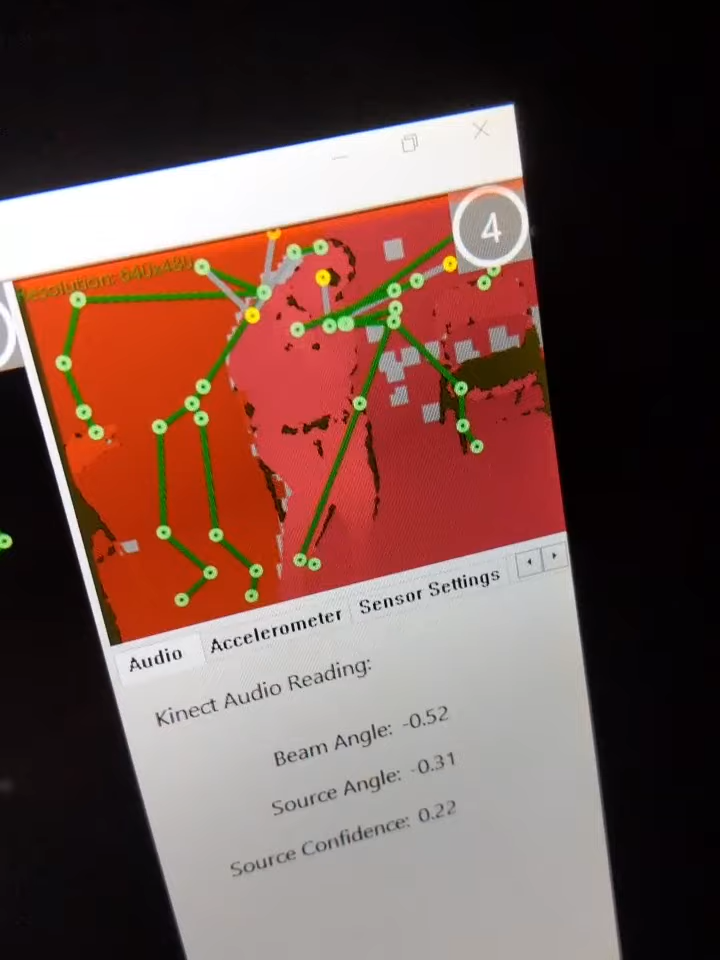 4
Resolution: 640x480
Audio
Accelerometer
Sensor Settings
Kinect Audio Reading:
Beam Angle: -0.52
Source Angle: -0.31
Source Confidence: 0.22